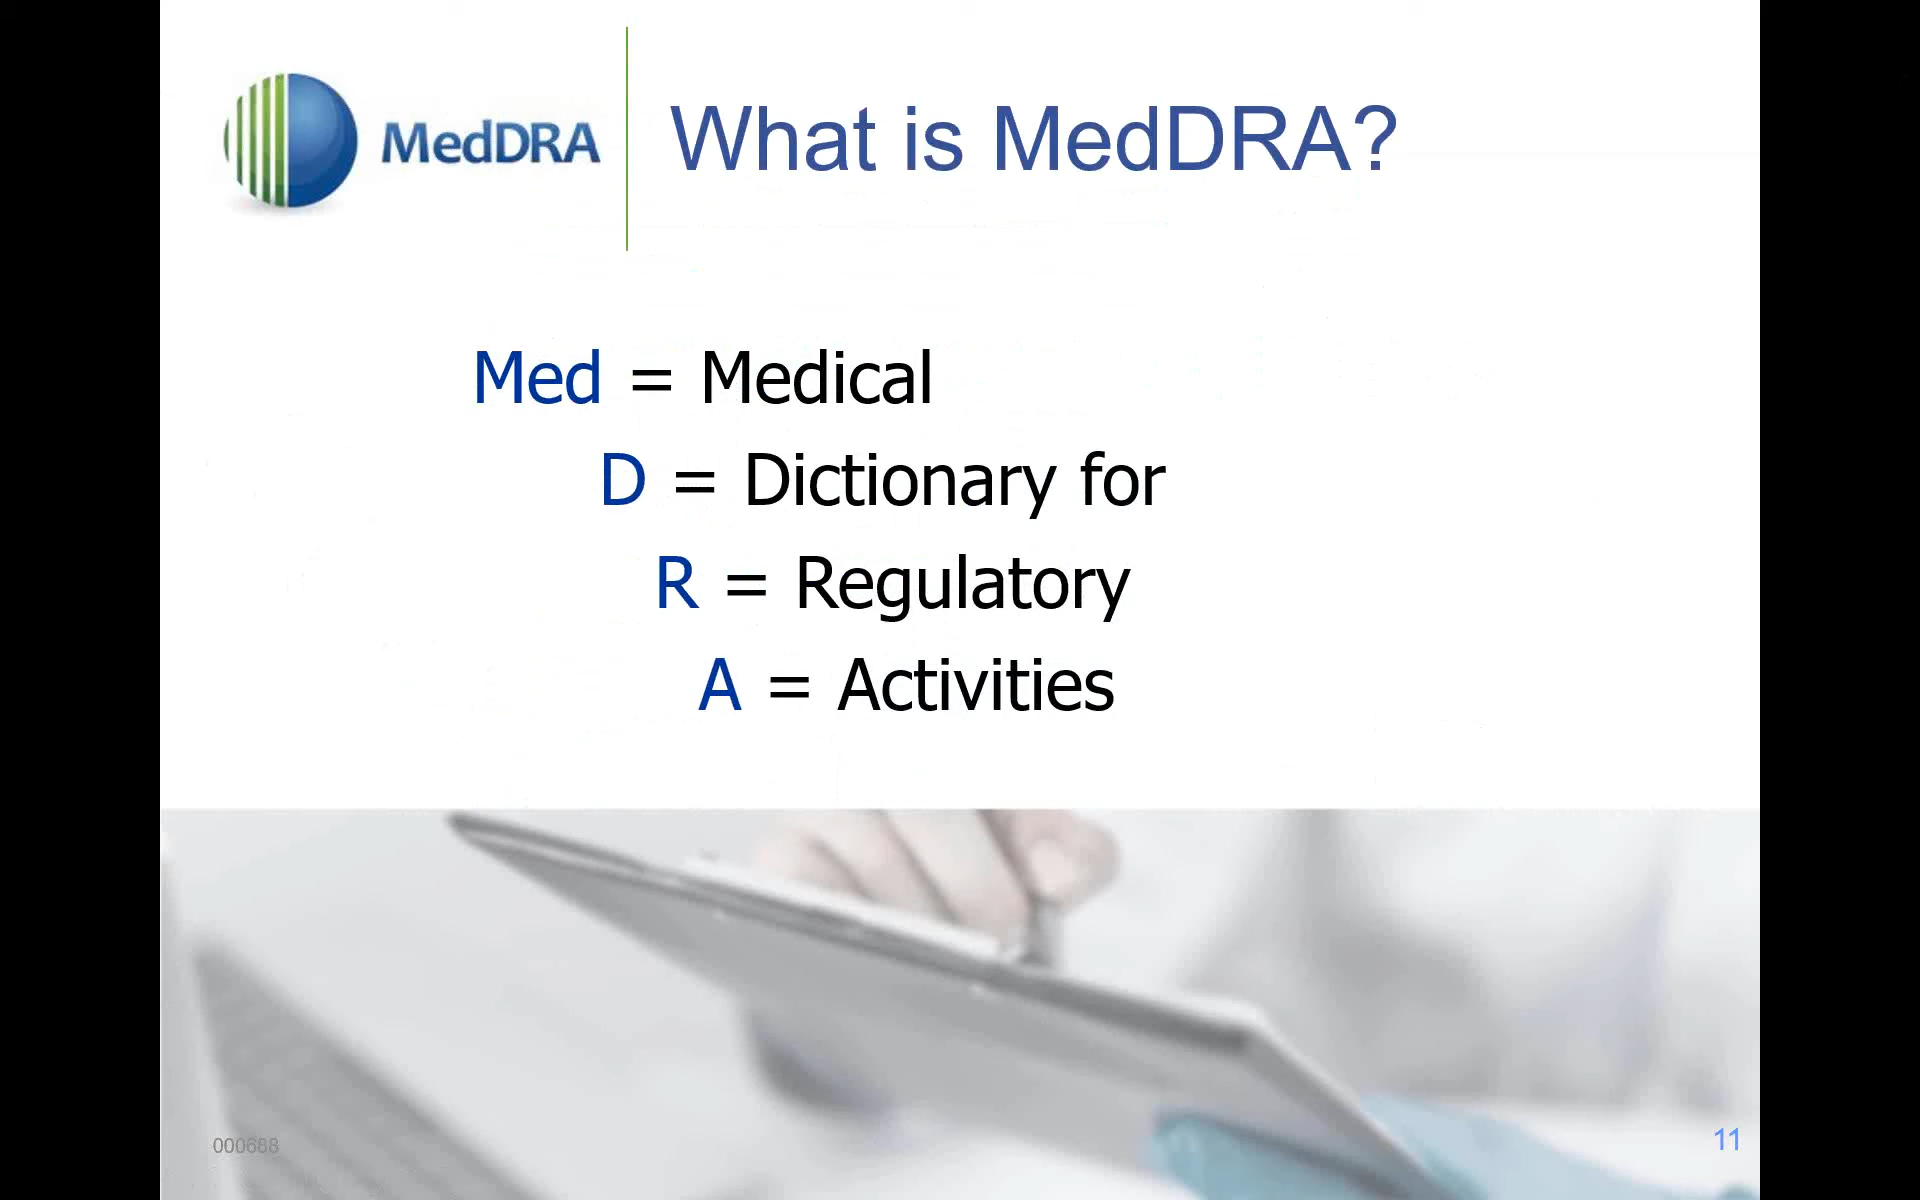 MedDRA
What is MedDRA?
Med = Medical
D = Dictionary for
R = Regulatory
A = Activities
000688
11